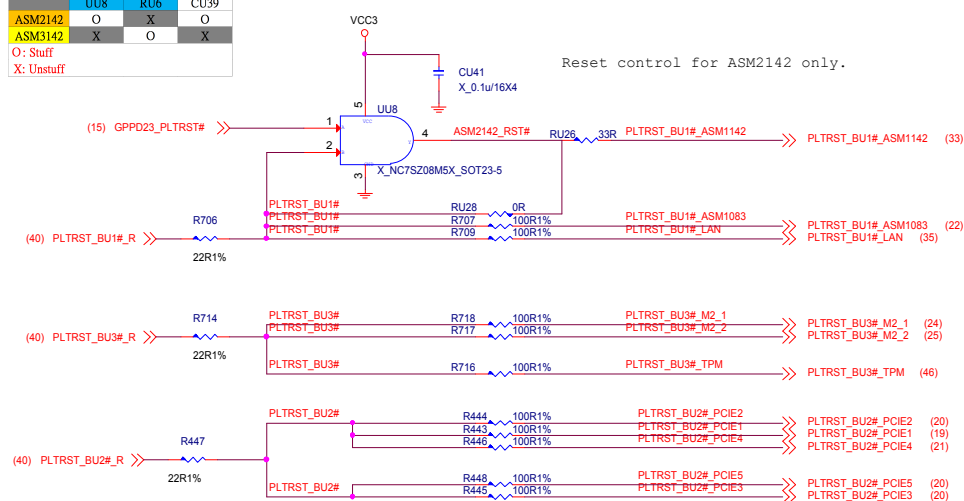 UU8 RU6 CU39
ASM2142 O X O
ASM3142 X O X
O: Stuff
X: Unstuff
VCC3
CU41
X_0.1u/16X4
Reset control for ASM2142 only.
5
UU8
VCC
(15) GPPD23_PLTRST# 1
A
2
B
4 ASM2142_RST# RU26 33R PLTRST_BU1#_ASM1142 PLTRST_BU1#_ASM1142 (33)
3
X_NC7SZ08M5X_SOT23-5
PLTRST_BU1# RU28 0R
PLTRST_BU1# R707 100R1% PLTRST_BU1#_ASM1083 PLTRST_BU1#_ASM1083 (22)
PLTRST_BU1# R709 100R1% PLTRST_BU1#_LAN PLTRST_BU1#_LAN (35)
R706
(40) PLTRST_BU1#_R
22R1%
R714
PLTRST_BU3# R718 100R1% PLTRST_BU3#_M2_1 PLTRST_BU3#_M2_1 (24)
PLTRST_BU3# R717 100R1% PLTRST_BU3#_M2_2 PLTRST_BU3#_M2_2 (25)
(40) PLTRST_BU3#_R
22R1%
PLTRST_BU3# R716 100R1% PLTRST_BU3#_TPM PLTRST_BU3#_TPM (46)
PLTRST_BU2# R444 100R1% PLTRST_BU2#_PCIE2 PLTRST_BU2#_PCIE2 (20)
R443 100R1% PLTRST_BU2#_PCIE1 PLTRST_BU2#_PCIE1 (19)
R446 100R1% PLTRST_BU2#_PCIE4 PLTRST_BU2#_PCIE4 (21)
R447
(40) PLTRST_BU2#_R
22R1%
R448 100R1% PLTRST_BU2#_PCIE5 PLTRST_BU2#_PCIE5 (20)
PLTRST_BU2# R445 100R1% PLTRST_BU2#_PCIE3 PLTRST_BU2#_PCIE3 (20)